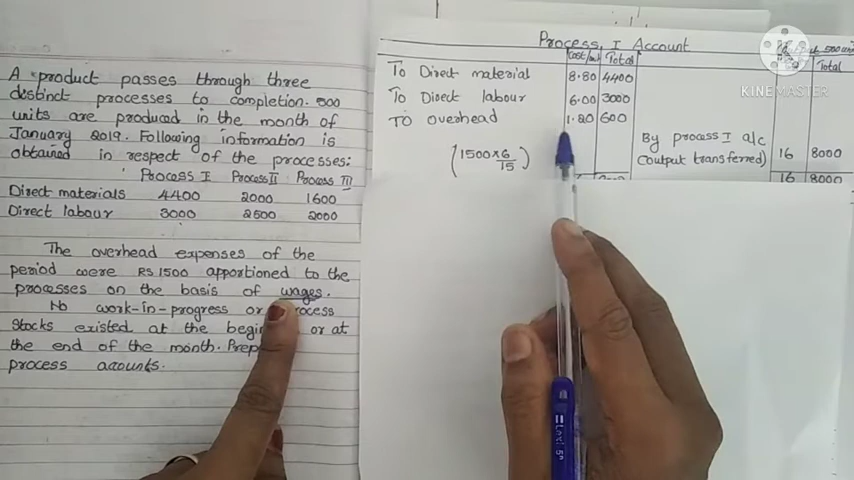 A product passes through three
distinct processes to completion. 500
units are produced in the month of
January 2019. Following information is
obtained in respect of the processes:
Process I Process II Process III
Direct materials 4400 2000 1600
Direct labour 3000 2500 2000
The overhead expenses of the
period were RS 1500 apportioned to the
processes on the basis of wages.
No work-in-progress or process
stocks existed at the or at
the end of the month.
process accounts.
Process I Account
Cost/unit Total Total
To Direct material 8.80 4400
To Direct labour 6.00 3000
To overhead 1.20 600
(1500 × 6/15)
By process II a/c
(output transferred) 16 8000
16 8000
KINEMASTER